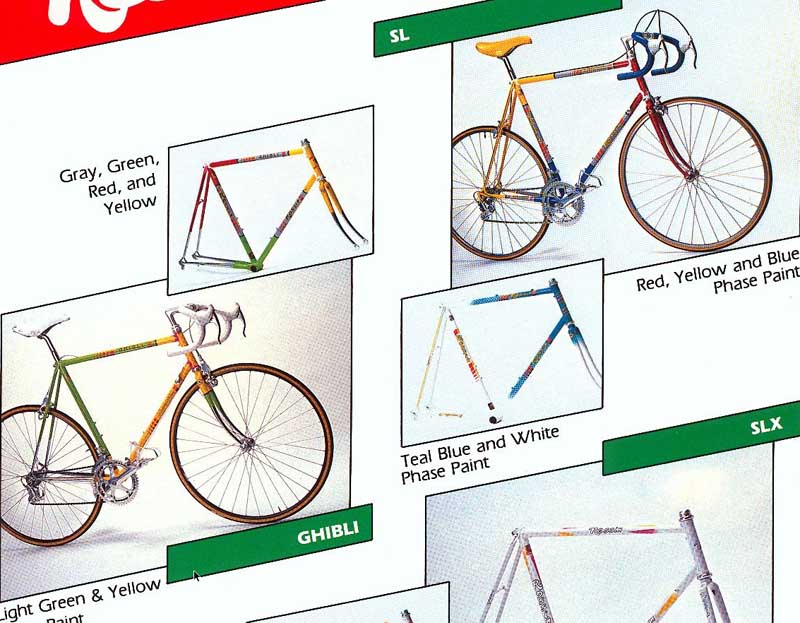 SL
Gray, Green,
Red, and
Yellow
Red, Yellow and Blue
Phase Paint
Teal Blue and White
Phase Paint
SLX
GHIBLI
Light Green & Yellow
Paint